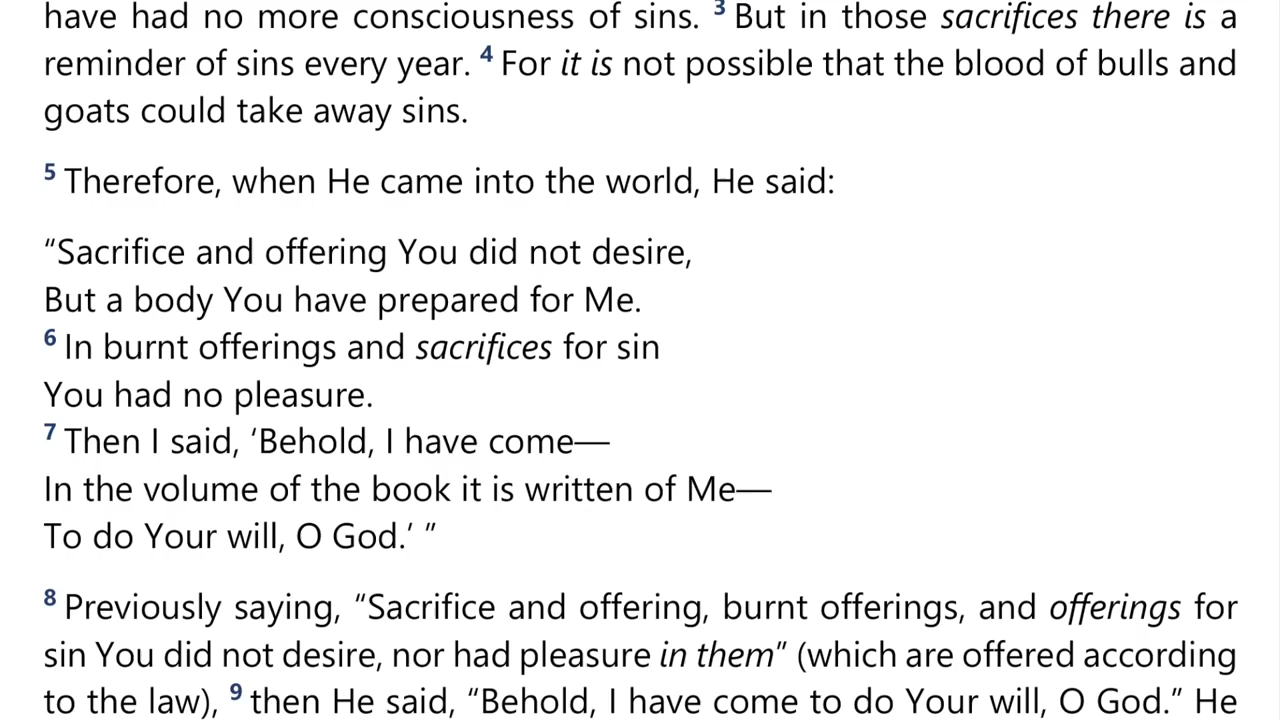 have had no more consciousness of sins. 3 But in those sacrifices there is a
reminder of sins every year. 4 For it is not possible that the blood of bulls and
goats could take away sins.
5 Therefore, when He came into the world, He said:
“Sacrifice and offering You did not desire,
But a body You have prepared for Me.
6 In burnt offerings and sacrifices for sin
You had no pleasure.
7 Then I said, ‘Behold, I have come—
In the volume of the book it is written of Me—
To do Your will, O God.’ ”
8 Previously saying, “Sacrifice and offering, burnt offerings, and offerings for
sin You did not desire, nor had pleasure in them” (which are offered according
to the law), 9 then He said, “Behold, I have come to do Your will, O God.” He